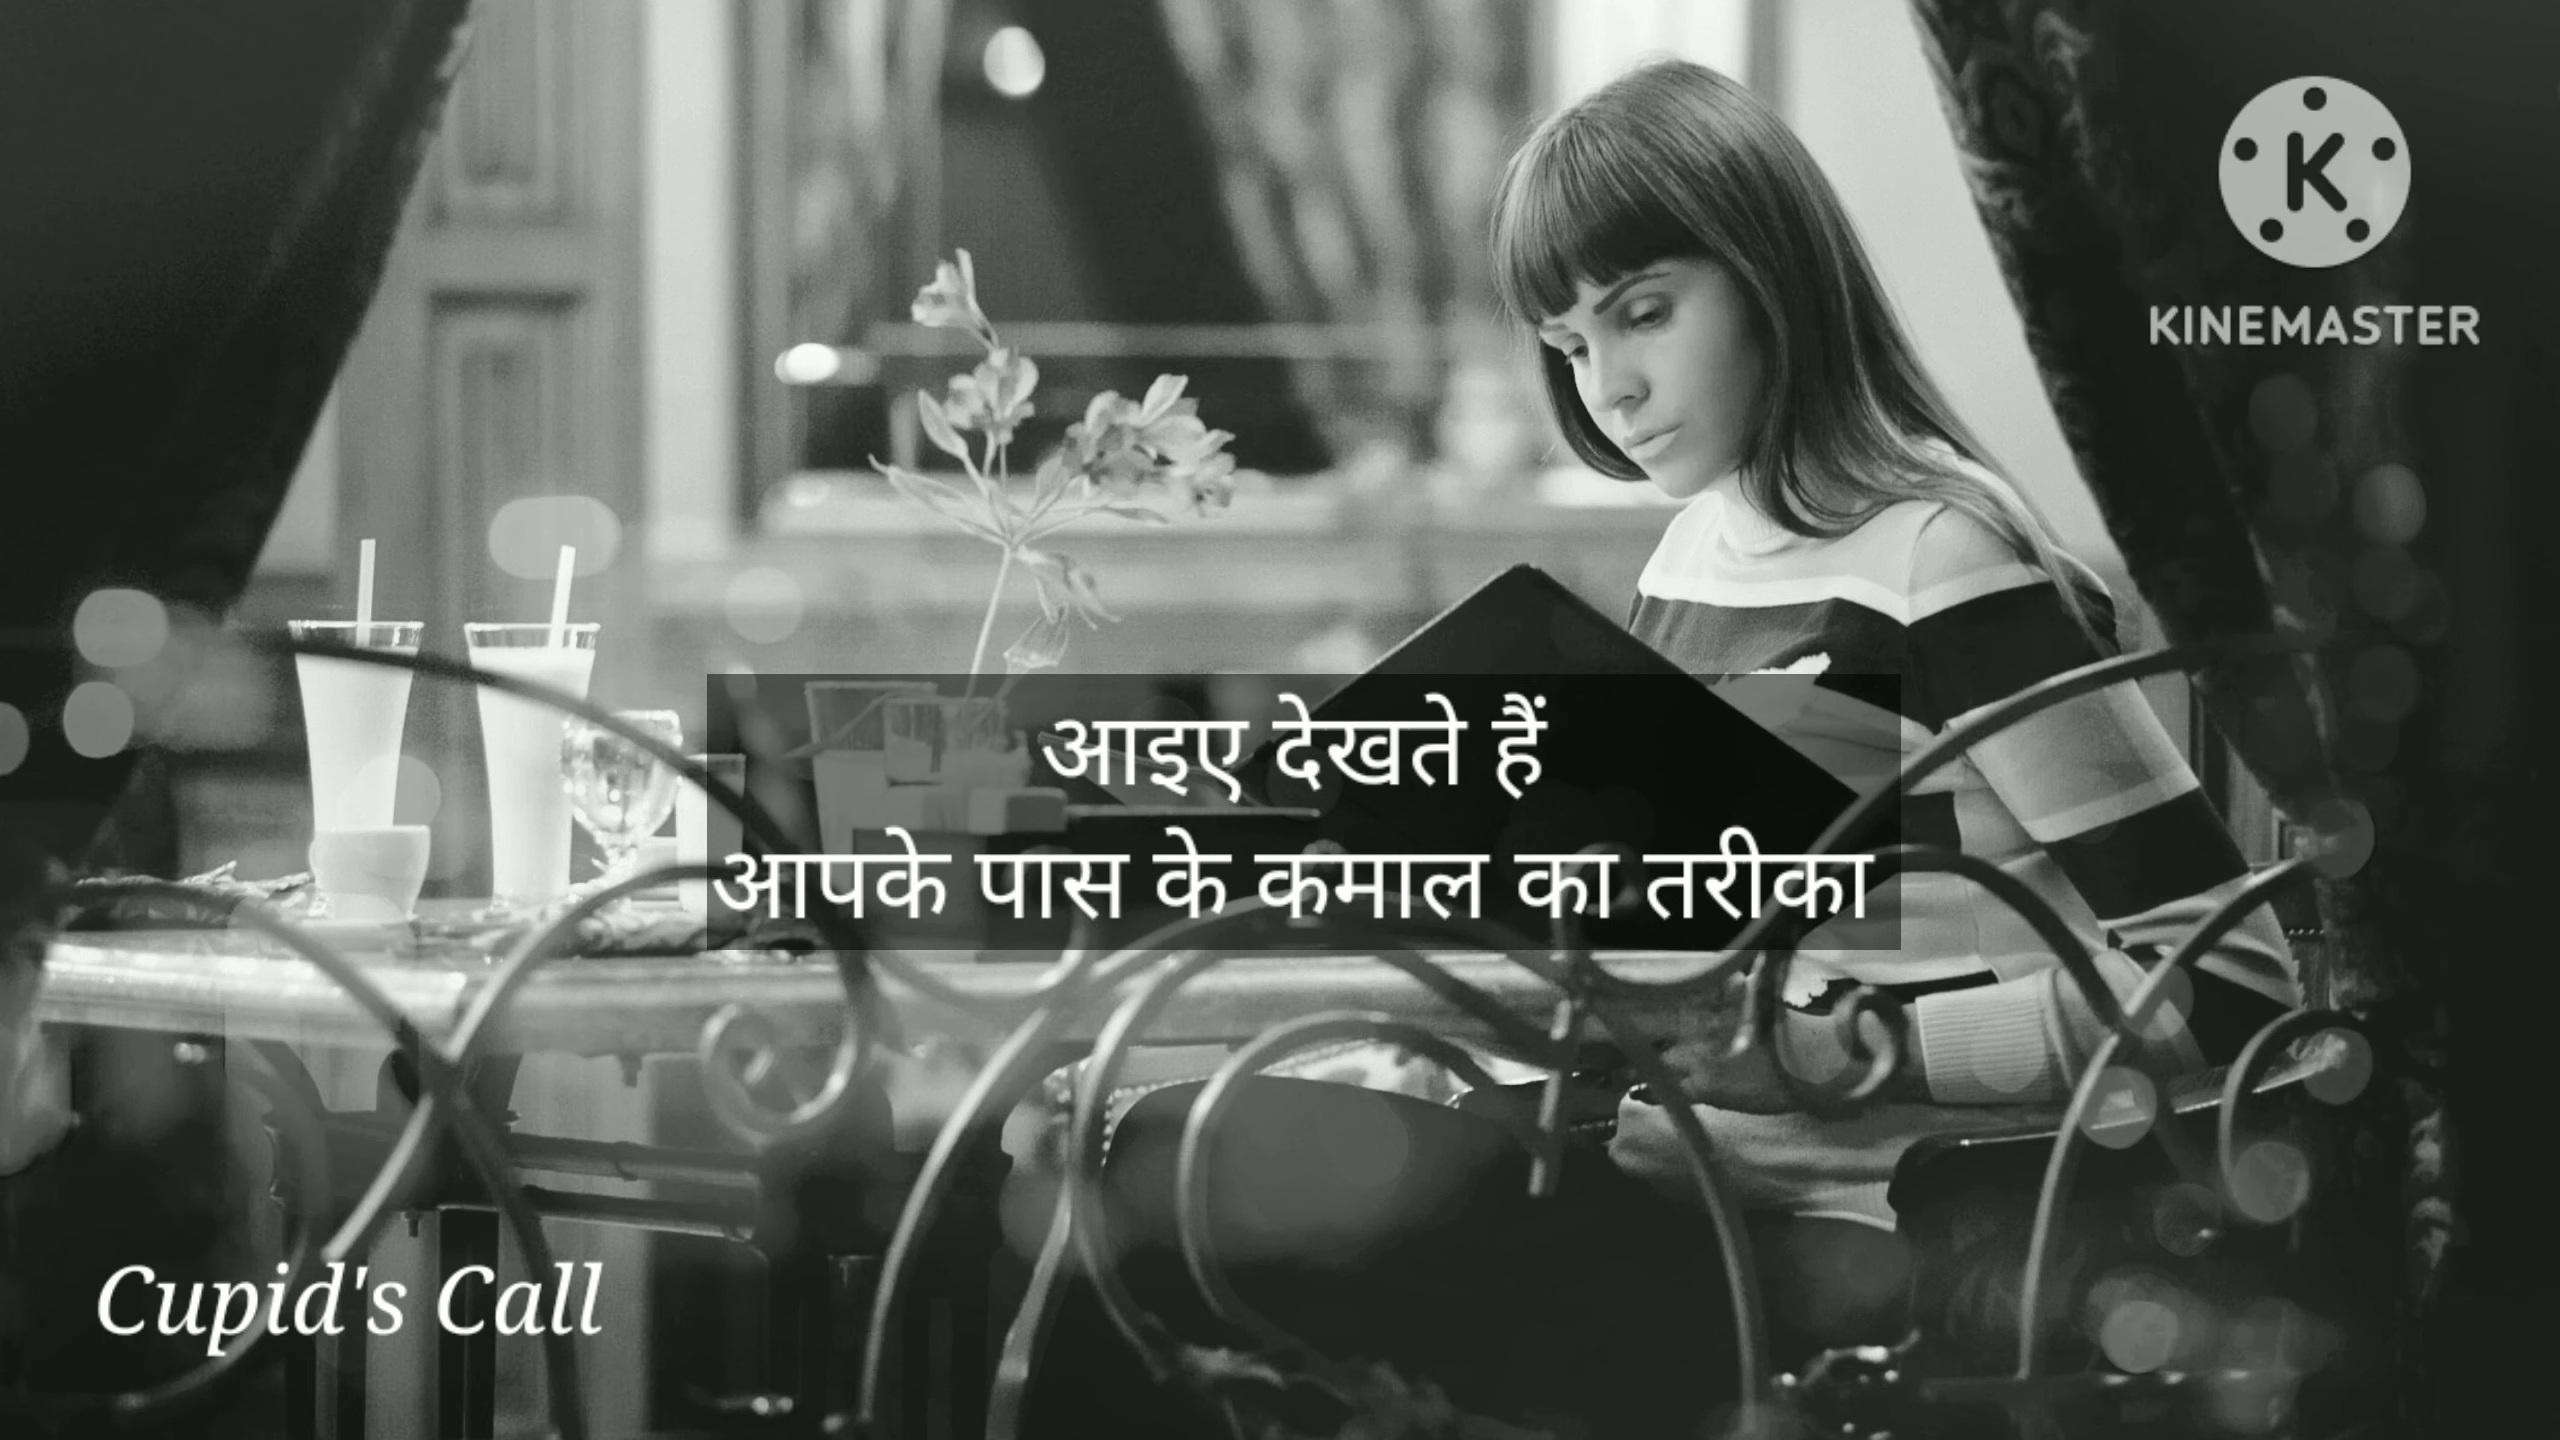 KINEMASTER
आइए देखते हैं
आपके पास के कमाल का तरीका
Cupid's Call